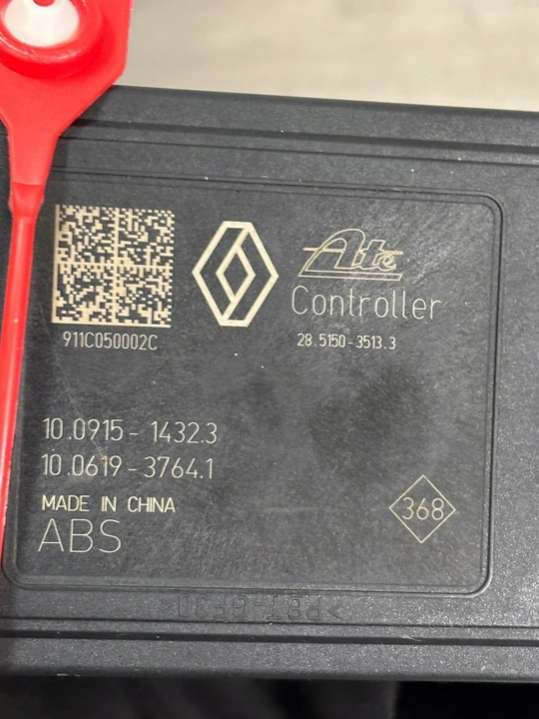 Ate
Controller
911C050002C
28.5150-3513.3
10.0915-1432.3
10.0619-3764.1
MADE IN CHINA
ABS
368